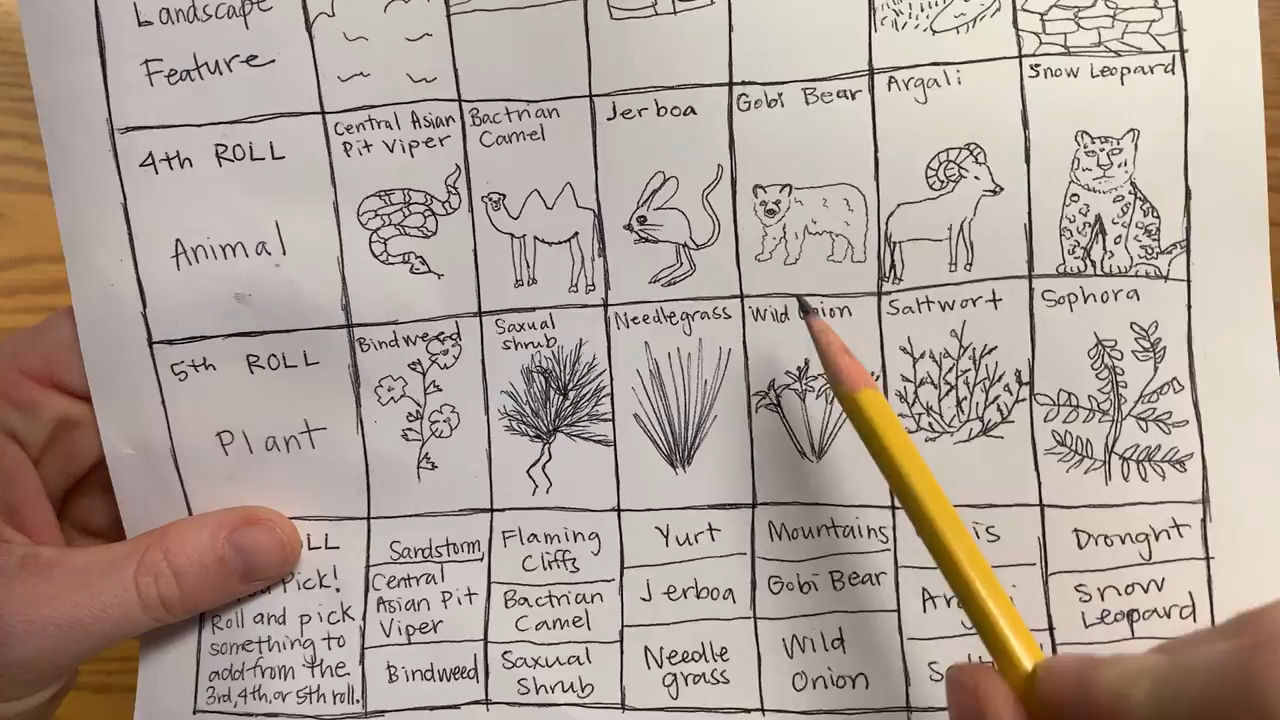 Landscape
Feature
4th ROLL
Animal
Central Asian
Pit Viper
Bactrian
Camel
Jerboa
Gobi Bear
Argali
Snow Leopard
5th ROLL
Plant
Bindweed
Saxual
Shrub
Needlegrass
Wild Onion
Saltwort
Sophora
Pick!
Roll and pick
something to
add from the
3rd, 4th, or 5th roll.
Sandstorm
Central
Asian Pit
Viper
Bindweed
Flaming
Cliffs
Bactrian
Camel
Saxual
Shrub
Yurt
Jerboa
Needle
grass
Mountains
Gobi Bear
Wild
Onion
Drought
Snow
Leopard